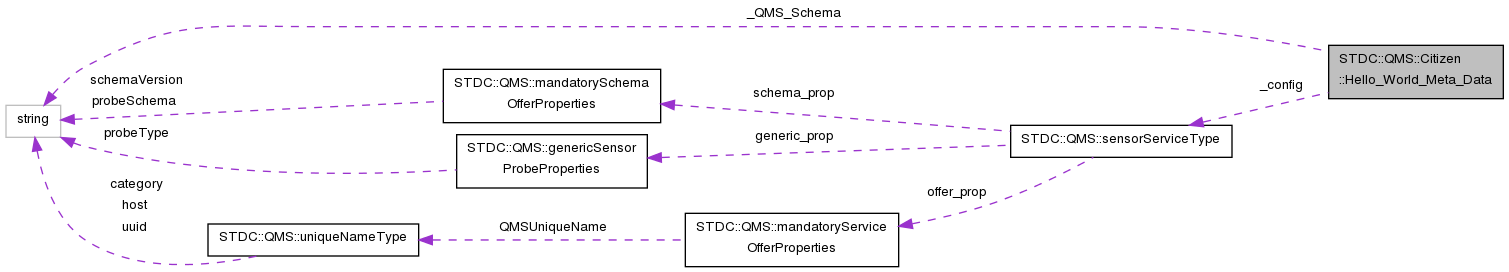 _QMS_Schema
STDC::QMS::Citizen
::Hello_World_Meta_Data
schemaVersion
probeSchema
STDC::QMS::mandatorySchema
OfferProperties
schema_prop
_config
string
probeType
STDC::QMS::genericSensor
ProbeProperties
generic_prop
STDC::QMS::sensorServiceType
category
host
uuid
offer_prop
STDC::QMS::uniqueNameType
QMSUniqueName
STDC::QMS::mandatoryService
OfferProperties